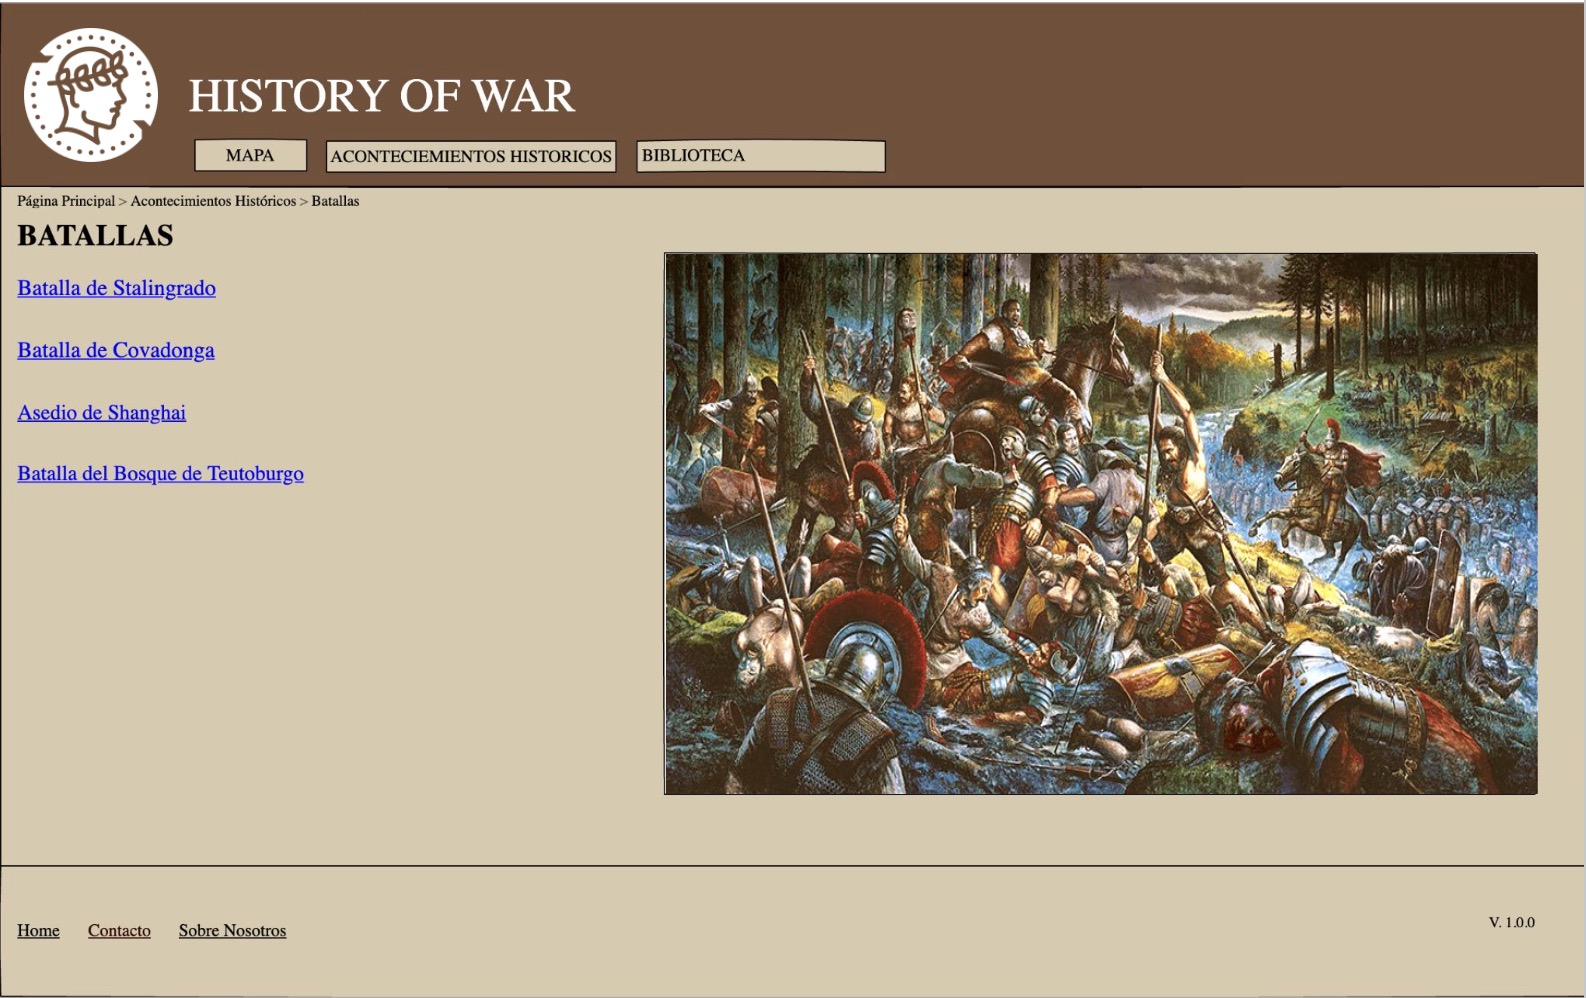 HISTORY OF WAR
MAPA
ACONTECIEMIENTOS HISTORICOS
BIBLIOTECA
Página Principal > Acontecimientos Históricos > Batallas
BATALLAS
Batalla de Stalingrado
Batalla de Covadonga
Asedio de Shanghai
Batalla del Bosque de Teutoburgo
Home
Contacto
Sobre Nosotros
V. 1.0.0